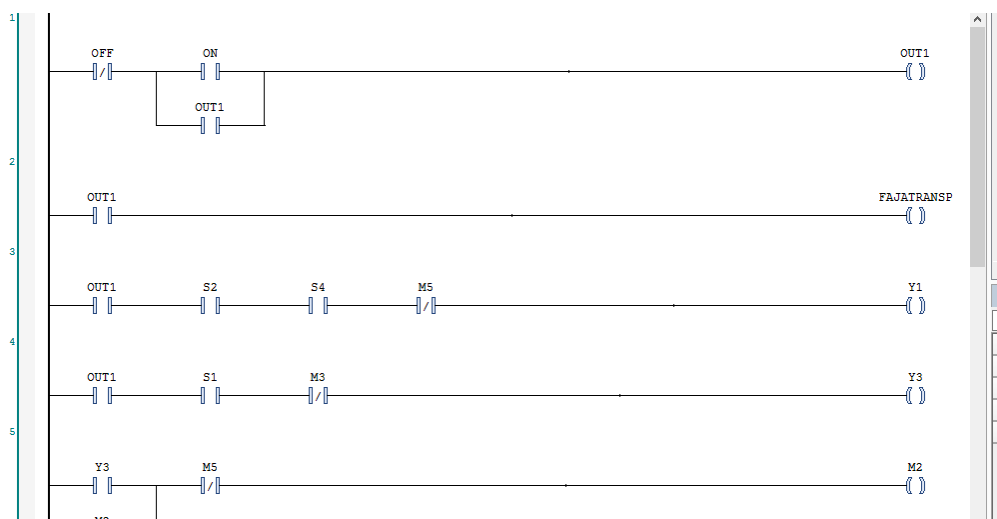 1
OFF ON OUT1
OUT1
2
OUT1 FAJATRANSP
3
OUT1 S2 S4 M5 Y1
4
OUT1 S1 M3 Y3
5
Y3 M5 M2